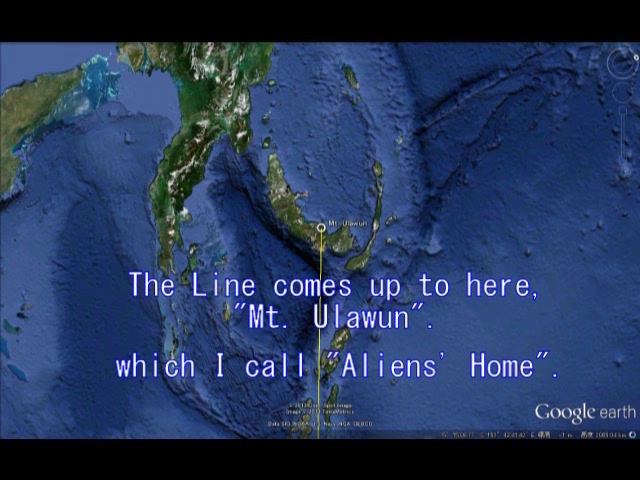 Mt. Ulawun
The Line comes up to here,
"Mt. Ulawun".
which I call "Aliens' Home".
Google earth